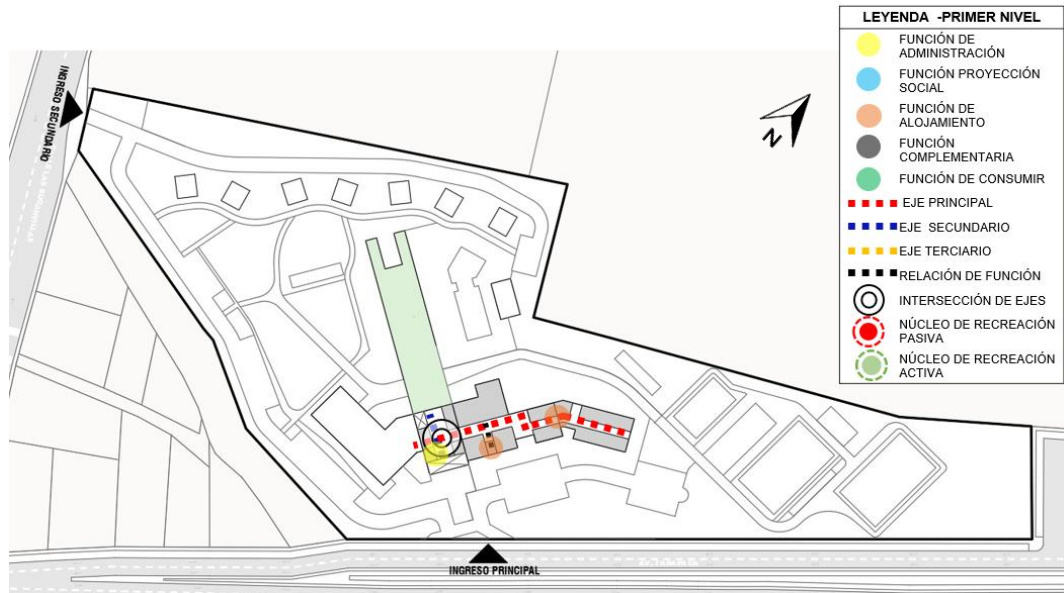 LEYENDA -PRIMER NIVEL
FUNCIÓN DE
ADMINISTRACIÓN
FUNCIÓN PROYECCIÓN
SOCIAL
FUNCIÓN DE
ALOJAMIENTO
FUNCIÓN
COMPLEMENTARIA
FUNCIÓN DE CONSUMIR
EJE PRINCIPAL
EJE SECUNDARIO
EJE TERCIARIO
RELACIÓN DE FUNCIÓN
INTERSECCIÓN DE EJES
NÚCLEO DE RECREACIÓN
PASIVA
NÚCLEO DE RECREACIÓN
ACTIVA
INGRESO SECUNDARIO
N
INGRESO PRINCIPAL